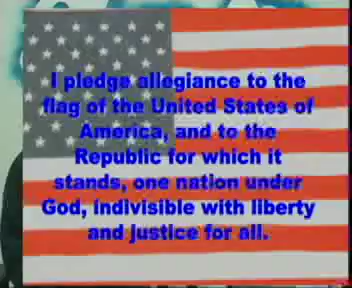 I pledge allegiance to the
flag of the United States of
America, and to the
Republic for which it
stands, one nation under
God, indivisible with liberty
and justice for all.